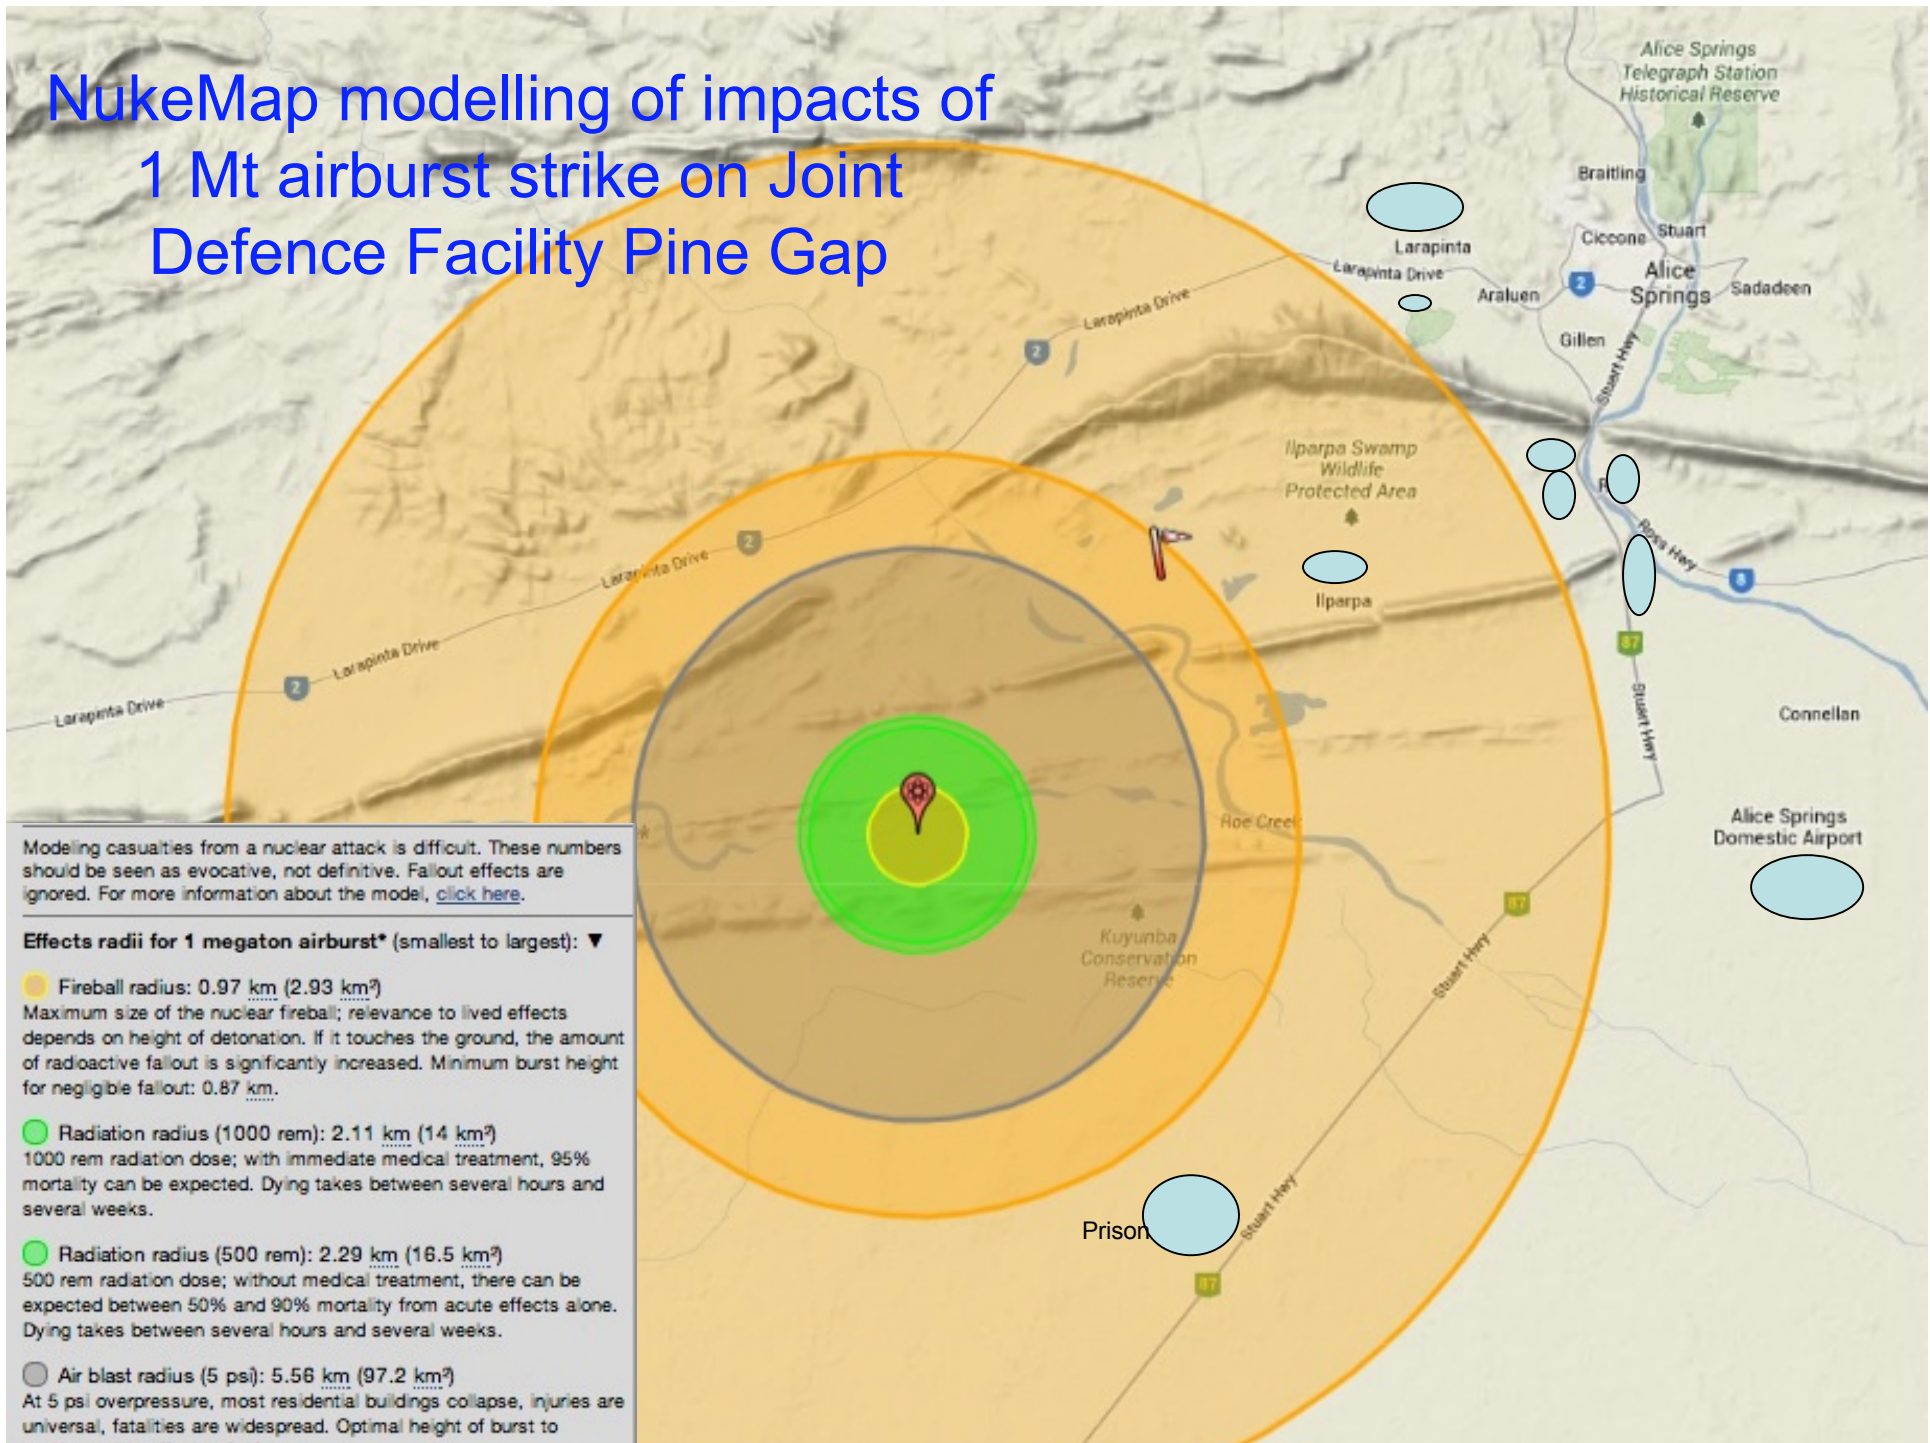 NukeMap modelling of impacts of
1 Mt airburst strike on Joint
Defence Facility Pine Gap
Alice Springs
Telegraph Station
Historical Reserve
Braitling
Ciccone
Stuart
Larapinta
Larapinta Drive
Alice
Springs
2
Araluen
Sadadeen
Gillen
Stuart Hwy
Larapinta Drive
2
Ilparpa Swamp
Wildlife
Protected Area
Ross Hwy
8
Ilparpa
2
Larapinta Drive
87
Larapinta Drive
2
Larapinta Drive
Stuart Hwy
Connellan
Roe Creek
Alice Springs
Domestic Airport
87
Kuyunba
Conservation
Reserve
Stuart Hwy
Prison
Stuart Hwy
87
Modeling casualties from a nuclear attack is difficult. These numbers
should be seen as evocative, not definitive. Fallout effects are
ignored. For more information about the model, click here.
Effects radii for 1 megaton airburst* (smallest to largest): ▼
Fireball radius: 0.97 km (2.93 km²)
Maximum size of the nuclear fireball; relevance to lived effects
depends on height of detonation. If it touches the ground, the amount
of radioactive fallout is significantly increased. Minimum burst height
for negligible fallout: 0.87 km.
Radiation radius (1000 rem): 2.11 km (14 km²)
1000 rem radiation dose; with immediate medical treatment, 95%
mortality can be expected. Dying takes between several hours and
several weeks.
Radiation radius (500 rem): 2.29 km (16.5 km²)
500 rem radiation dose; without medical treatment, there can be
expected between 50% and 90% mortality from acute effects alone.
Dying takes between several hours and several weeks.
Air blast radius (5 psi): 5.56 km (97.2 km²)
At 5 psi overpressure, most residential buildings collapse, injuries are
universal, fatalities are widespread. Optimal height of burst to